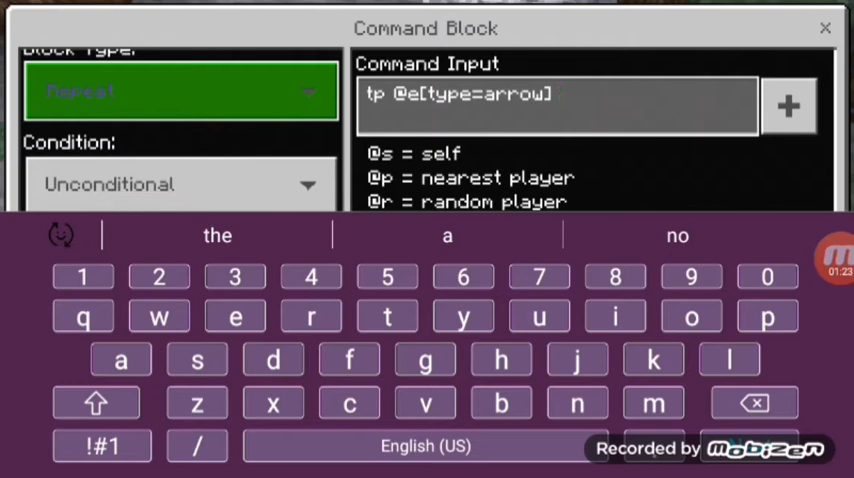 Command Block
Block Type:
Repeat
Condition:
Unconditional
Command Input
tp @e[type=arrow]
@s = self
@p = nearest player
@r = random player
the a no
1 2 3 4 5 6 7 8 9 0
q w e r t y u i o p
a s d f g h j k l
z x c v b n m
!#1 / English (US)
01:23
Recorded by mobizen